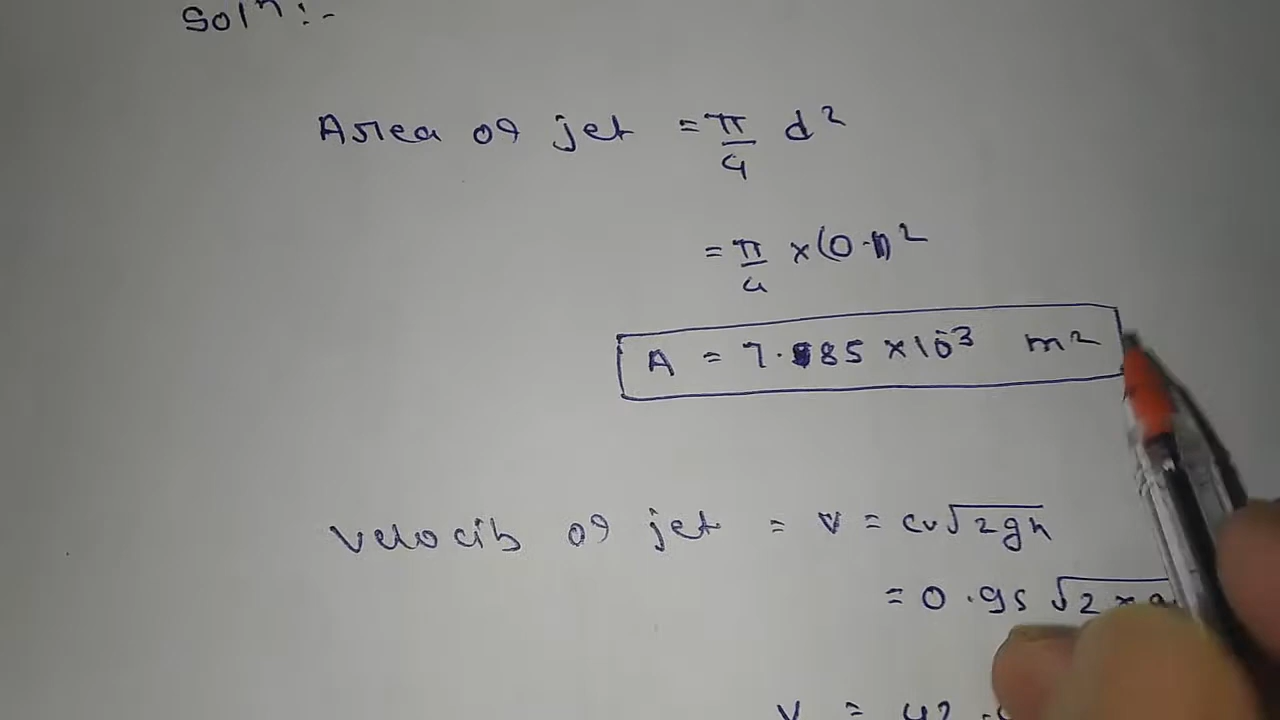 Soln:-
Area of jet = π/4 d²
= π/4 ×(0.1)²
A = 7.85 ×10⁻³ m²
Velocity of jet = V = Cv√2gh
= 0.95 √2 × 9.
V = 42.